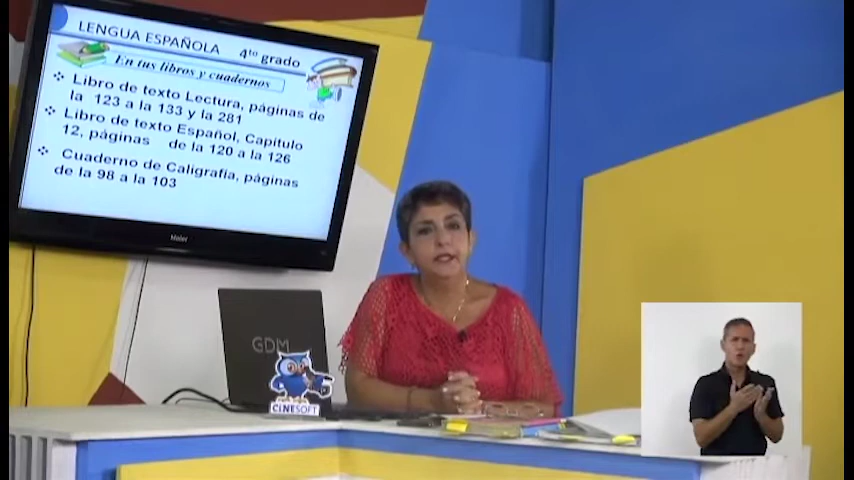 LENGUA ESPAÑOLA 4to grado
En tus libros y cuadernos
Libro de texto Lectura, páginas de
la 123 a la 133 y la 281
Libro de texto Español, Capítulo
12, páginas de la 120 a la 126
Cuaderno de Caligrafía, páginas
de la 98 a la 103
Haier
GDM
CINESOFT